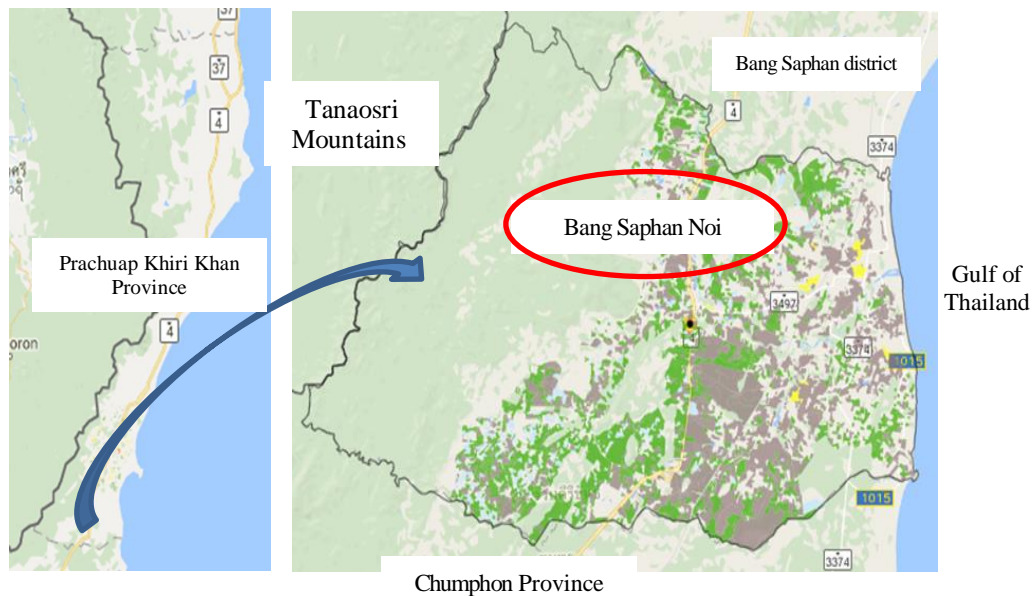 37
37
4
Prachuap Khiri Khan
Province
4
oron
Tanaosri
Mountains
Bang Saphan district
4
3374
Bang Saphan Noi
3497
3374
1015
Gulf of
Thailand
1015
3374
Chumphon Province